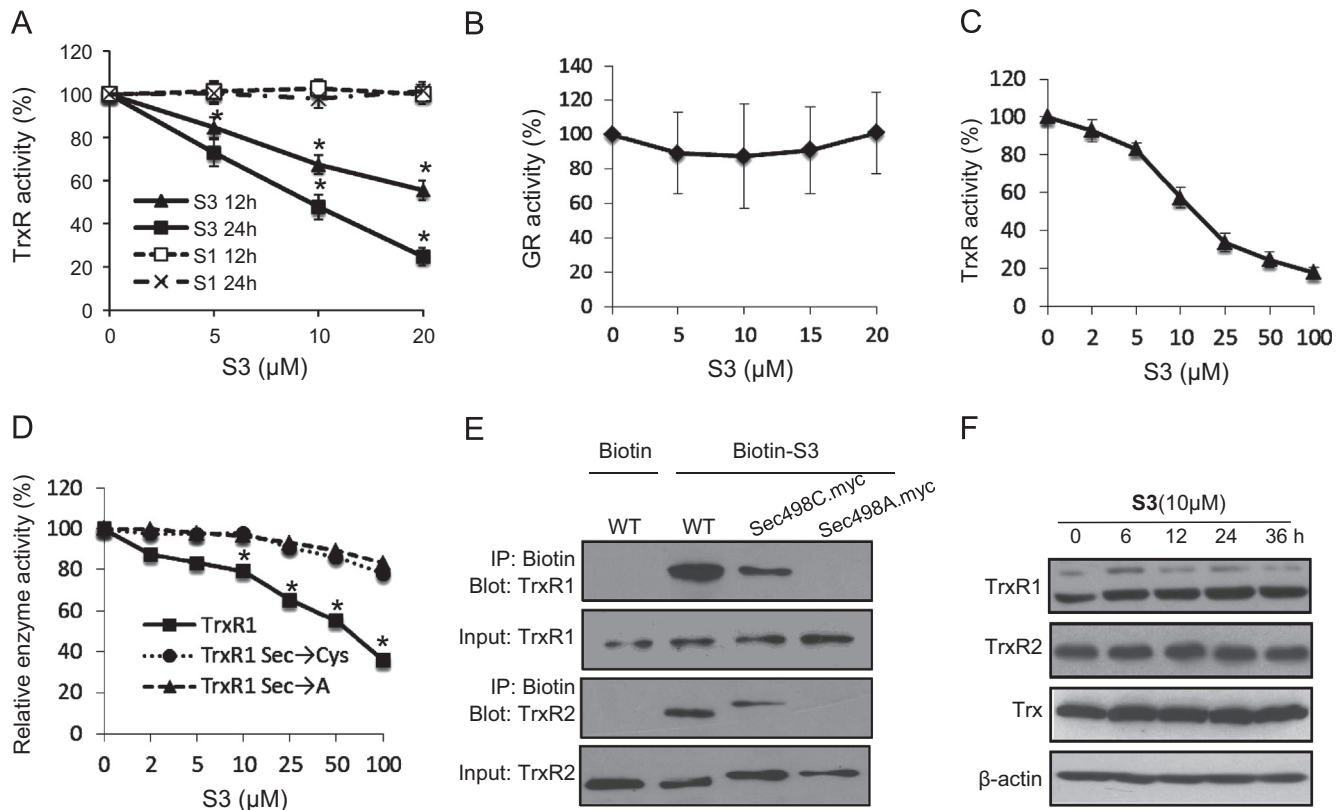 A
TrxR activity (%)
120
100
80
60
40
20
0
* * * * *
S3 12h
S3 24h
S1 12h
S1 24h
0 5 10 20
S3 (µM)
B
GR activity (%)
140
120
100
80
60
40
20
0
0 5 10 15 20
S3 (µM)
C
TrxR activity (%)
120
100
80
60
40
20
0
0 2 5 10 25 50 100
S3 (µM)
D
Relative enzyme activity (%)
120
100
80
60
40
20
0
* * * *
TrxR1
TrxR1 Sec→Cys
TrxR1 Sec→A
0 2 5 10 25 50 100
S3 (µM)
E
Biotin Biotin-S3
WT WT Sec498C.myc Sec498A.myc
IP: Biotin
Blot: TrxR1
Input: TrxR1
IP: Biotin
Blot: TrxR2
Input: TrxR2
F
S3(10µM)
0 6 12 24 36 h
TrxR1
TrxR2
Trx
β-actin